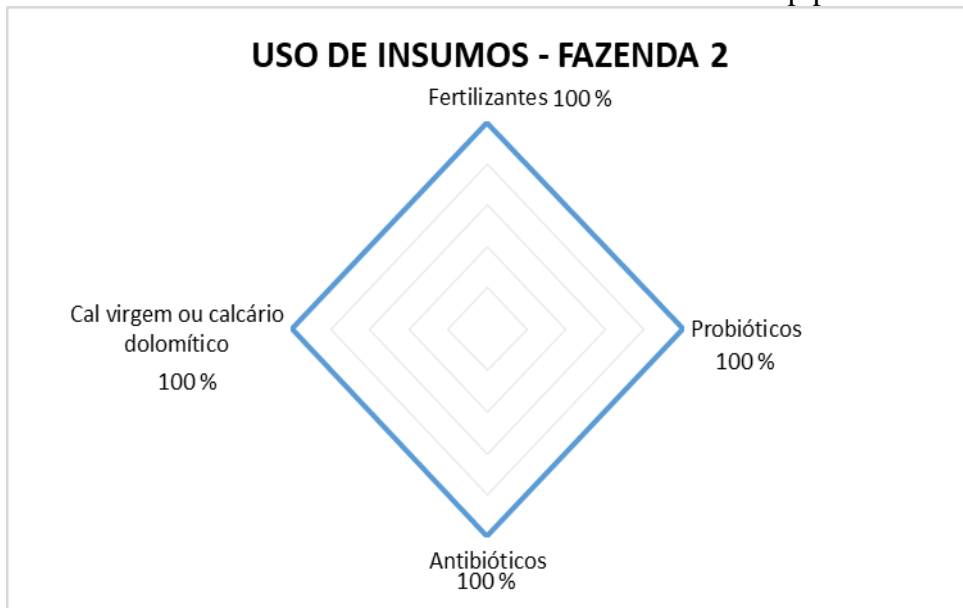 USO DE INSUMOS - FAZENDA 2
Fertilizantes 100 %
Cal virgem ou calcário
dolomítico
100 %
Probióticos
100 %
Antibióticos
100 %